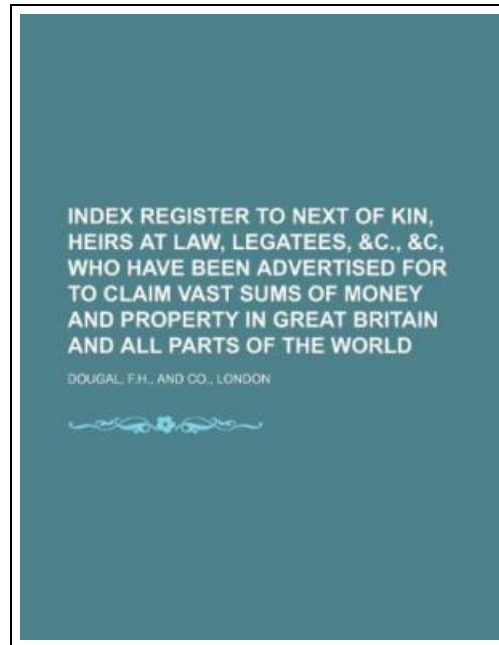 INDEX REGISTER TO NEXT OF KIN,
HEIRS AT LAW, LEGATEES, &C., &C,
WHO HAVE BEEN ADVERTISED FOR
TO CLAIM VAST SUMS OF MONEY
AND PROPERTY IN GREAT BRITAIN
AND ALL PARTS OF THE WORLD
DOUGAL, F.H., AND CO., LONDON